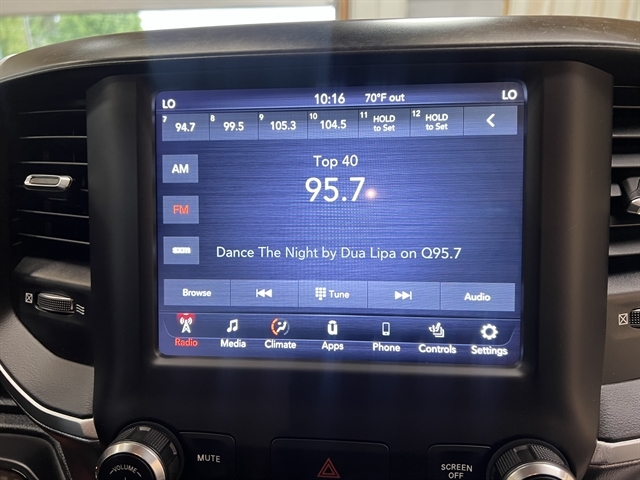 LO 10:16 70°F out LO
7 94.7 8 99.5 9 105.3 10 104.5 11 HOLD to Set 12 HOLD to Set
AM
Top 40
FM
95.7
SXM
Dance The Night by Dua Lipa on Q95.7
Browse Tune Audio
Radio Media Climate Apps Phone Controls Settings
VOLUME MUTE SCREEN OFF